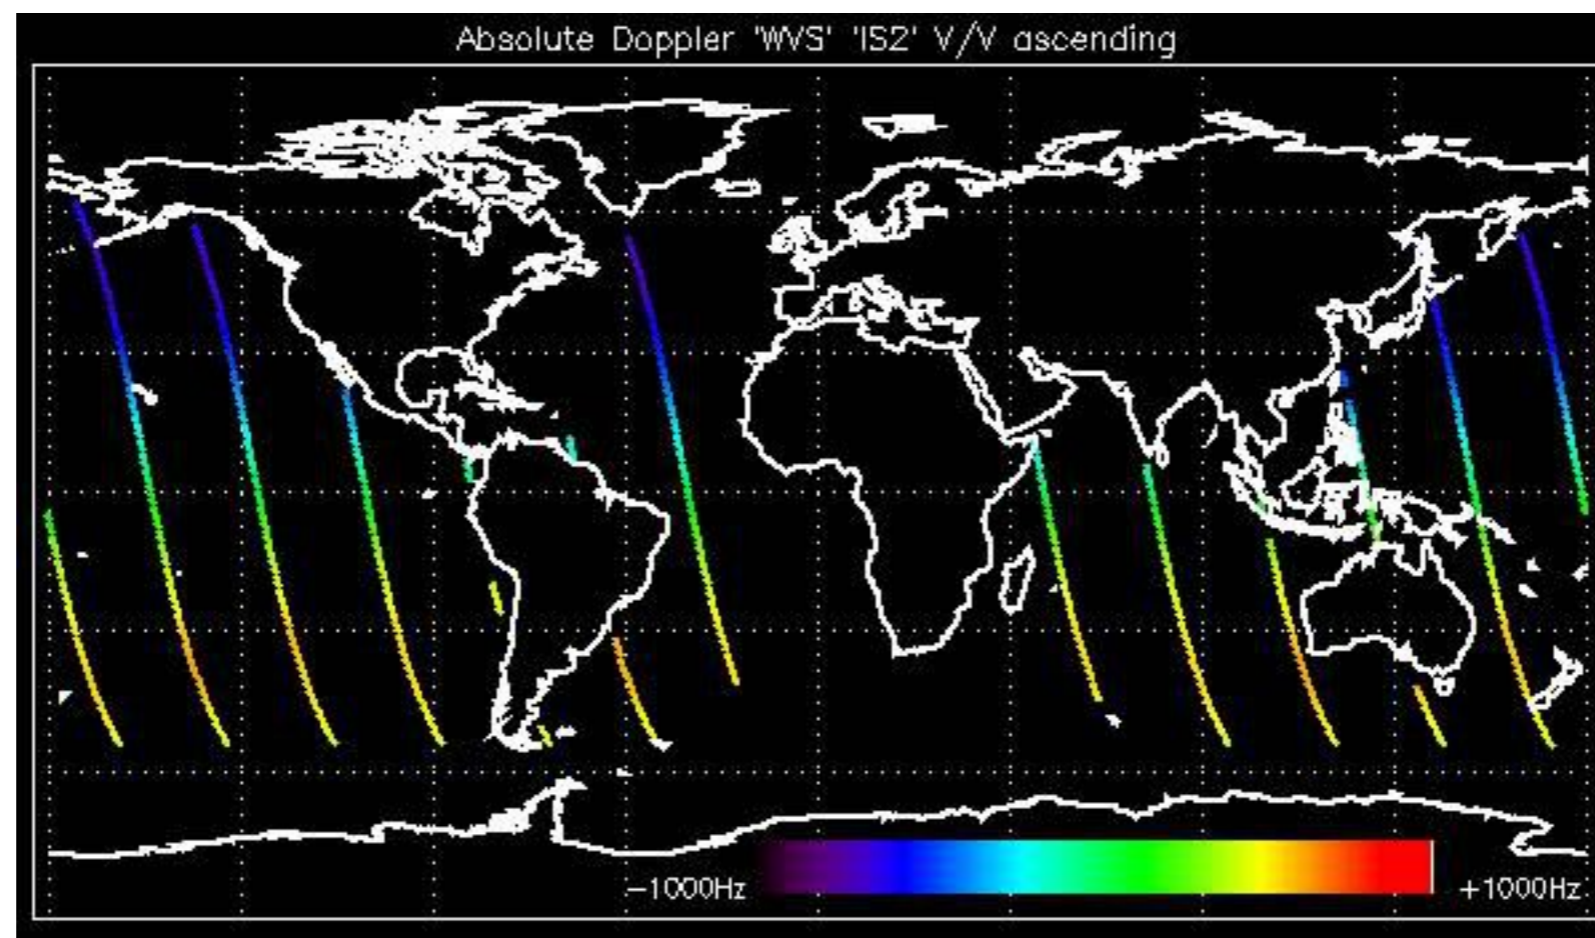 Absolute Doppler 'WVS' 'IS2' V/V ascending
−1000Hz +1000Hz